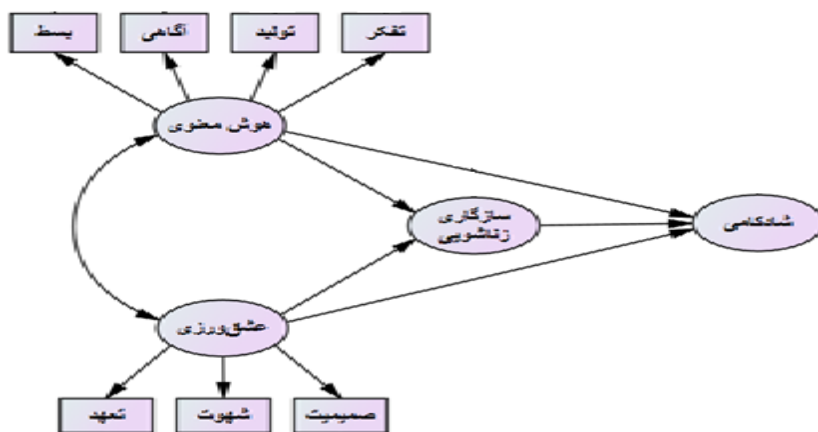 تفکر
تولید
آگاهی
بسط
هوش معنوی
سازگاری
زناشویی
شادکامی
عشق‌ورزی
صمیمیت
شهوت
تعهد